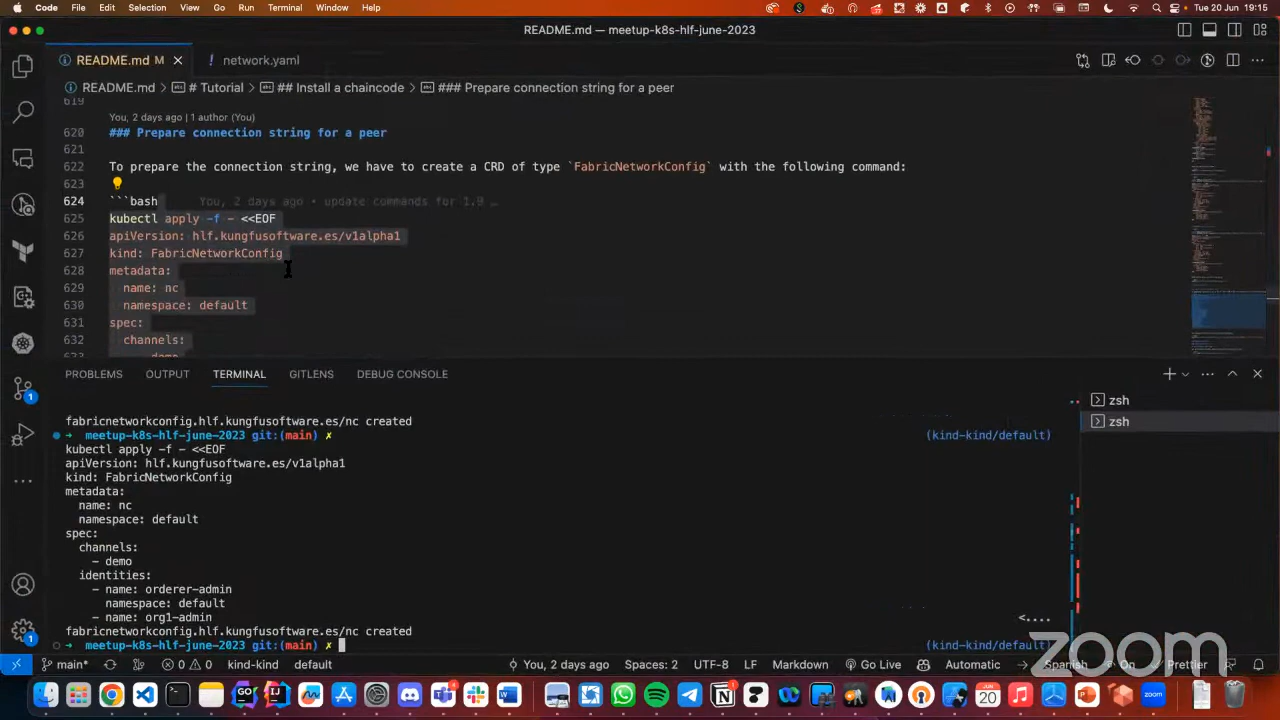 Code File Edit Selection View Go Run Terminal Window Help Tue 20 Jun 19:15
README.md — meetup-k8s-hlf-june-2023
README.md M network.yaml
README.md > # Tutorial > ## Install a chaincode > ### Prepare connection string for a peer
619
You, 2 days ago | 1 author (You)
620 ### Prepare connection string for a peer
621
622 To prepare the connection string, we have to create a CRD of type `FabricNetworkConfig` with the following command:
623
624 ```bash You, 2 days ago • update commands for 1.9 …
625 kubectl apply -f - <<EOF
626 apiVersion: hlf.kungfusoftware.es/v1alpha1
627 kind: FabricNetworkConfig
628 metadata:
629 name: nc
630 namespace: default
631 spec:
632 channels:
633 - demo
PROBLEMS OUTPUT TERMINAL GITLENS DEBUG CONSOLE
zsh
zsh
fabricnetworkconfig.hlf.kungfusoftware.es/nc created
➜ meetup-k8s-hlf-june-2023 git:(main) ✗ (kind-kind/default)
kubectl apply -f - <<EOF
apiVersion: hlf.kungfusoftware.es/v1alpha1
kind: FabricNetworkConfig
metadata:
name: nc
namespace: default
spec:
channels:
- demo
identities:
- name: orderer-admin
namespace: default
- name: org1-admin
<....
fabricnetworkconfig.hlf.kungfusoftware.es/nc created
➜ meetup-k8s-hlf-june-2023 git:(main) ✗ (kind-kind/default)
zoom
main* 0 0 kind-kind default You, 2 days ago Spaces: 2 UTF-8 LF Markdown Go Live Automatic Spanish On Prettier